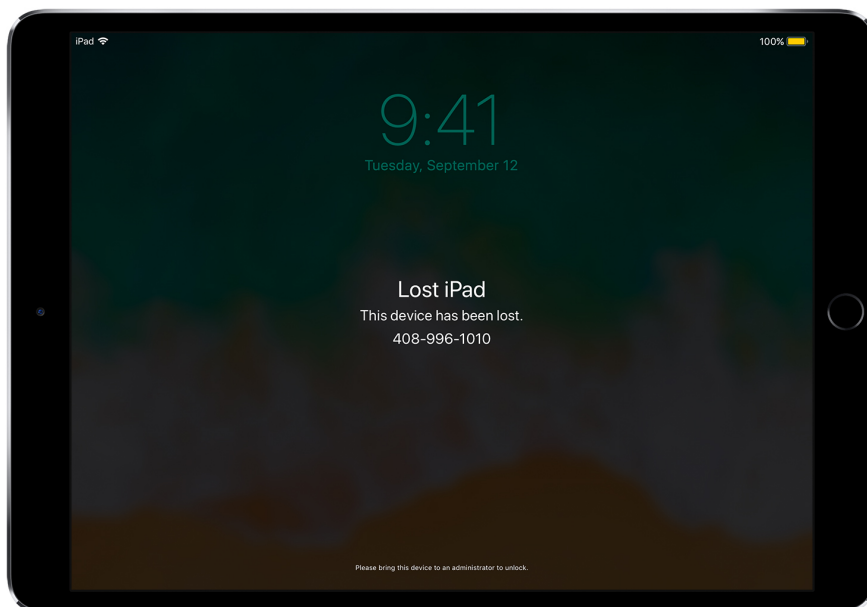 iPad
100%
9:41
Tuesday, September 12
Lost iPad
This device has been lost.
408-996-1010
Please bring this device to an administrator to unlock.